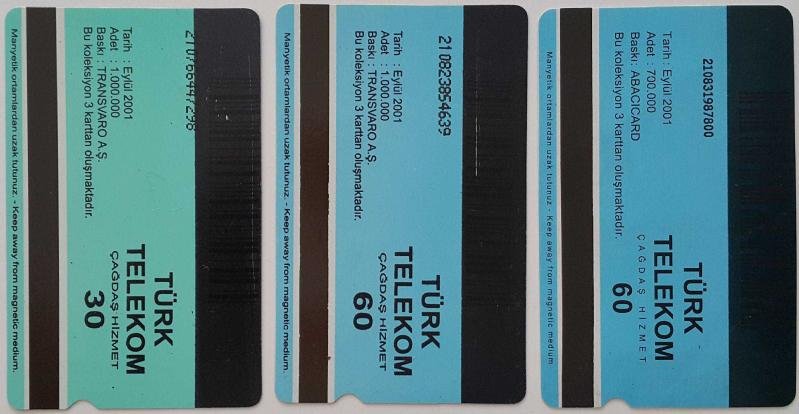 210766447298
Tarih : Eylül 2001
Adet : 1.000.000
Baskı : TRANSVARO A.Ş.
Bu koleksiyon 3 karttan oluşmaktadır.
TÜRK
TELEKOM
ÇAĞDAŞ HİZMET
30
Manyetik ortamlardan uzak tutunuz. - Keep away from magnetic medium.
210823854639
Tarih : Eylül 2001
Adet : 1.000.000
Baskı : TRANSVARO A.Ş.
Bu koleksiyon 3 karttan oluşmaktadır.
TÜRK
TELEKOM
ÇAĞDAŞ HİZMET
60
Manyetik ortamlardan uzak tutunuz. - Keep away from magnetic medium.
210831987800
Tarih : Eylül 2001
Adet : 700.000
Baskı: ABACICARD
Bu koleksiyon 3 karttan oluşmaktadır.
TÜRK
TELEKOM
ÇAĞDAŞ HİZMET
60
Manyetik ortamlardan uzak tutunuz - Keep away from magnetic medium